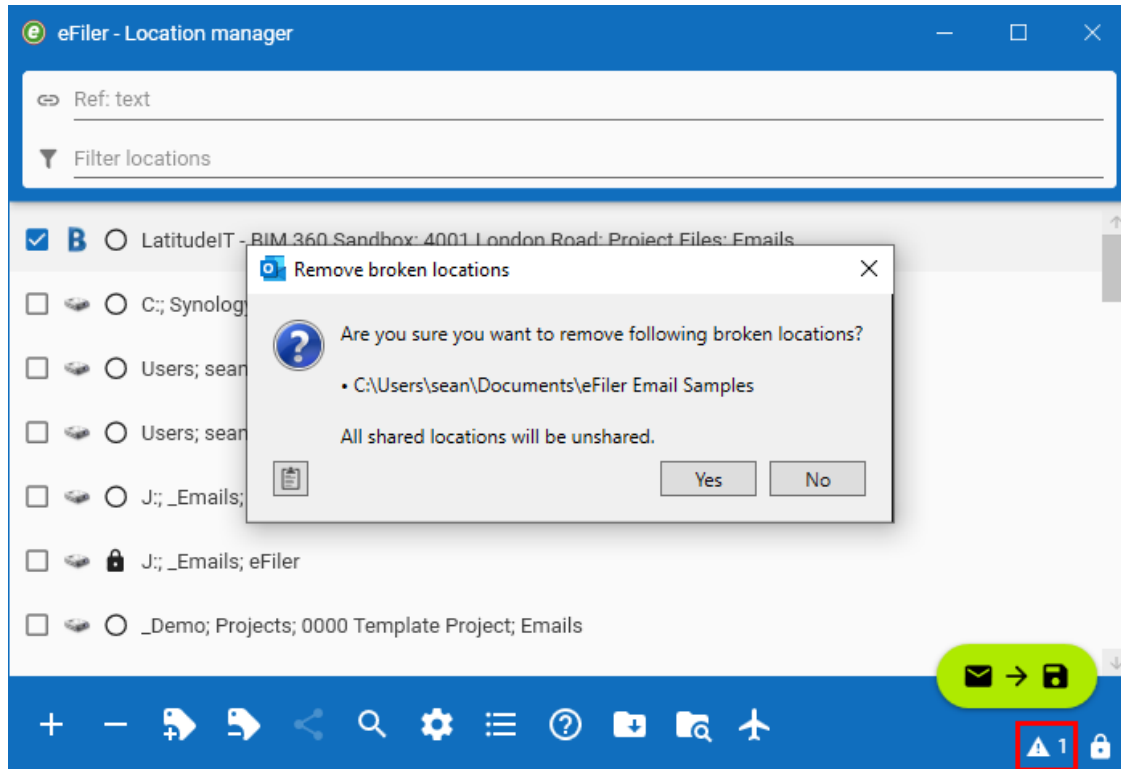 eFiler - Location manager
Ref: text
Filter locations
LatitudeIT - BIM 360 Sandbox; 4001 London Road; Project Files; Emails
Remove broken locations
Are you sure you want to remove following broken locations?
• C:\Users\sean\Documents\eFiler Email Samples
All shared locations will be unshared.
Yes
No
C:; Synology
Users; sean
Users; sean
J:; _Emails;
J:; _Emails; eFiler
_Demo; Projects; 0000 Template Project; Emails
1